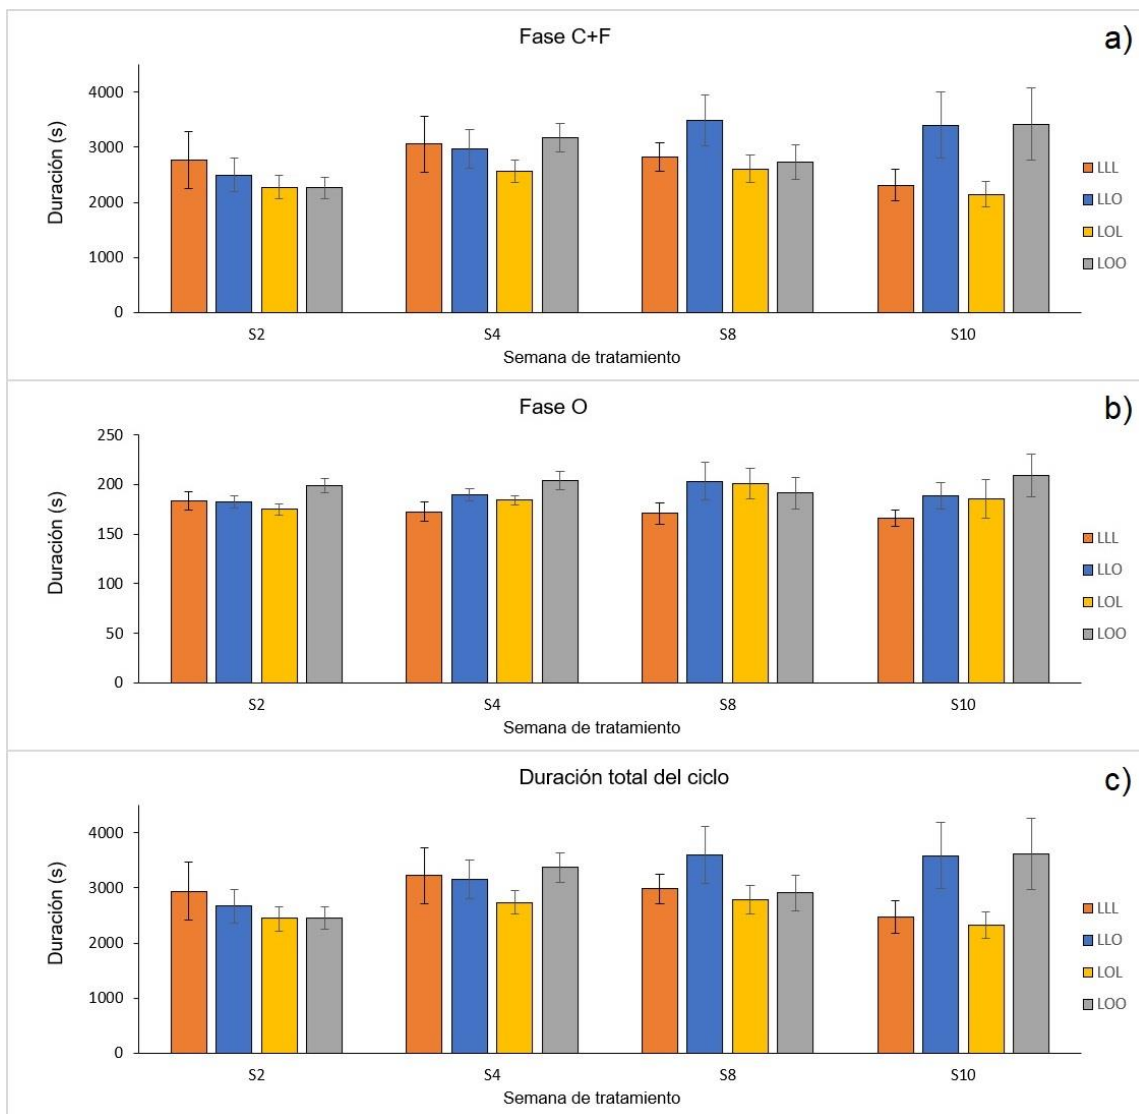 Fase C+F
a)
Duración (s)
4000
3000
2000
1000
0
S2 S4 S8 S10
Semana de tratamiento
LLL
LLO
LOL
LOO
Fase O
b)
Duración (s)
250
200
150
100
50
0
S2 S4 S8 S10
Semana de tratamiento
LLL
LLO
LOL
LOO
Duración total del ciclo
c)
Duración (s)
4000
3000
2000
1000
0
S2 S4 S8 S10
Semana de tratamiento
LLL
LLO
LOL
LOO